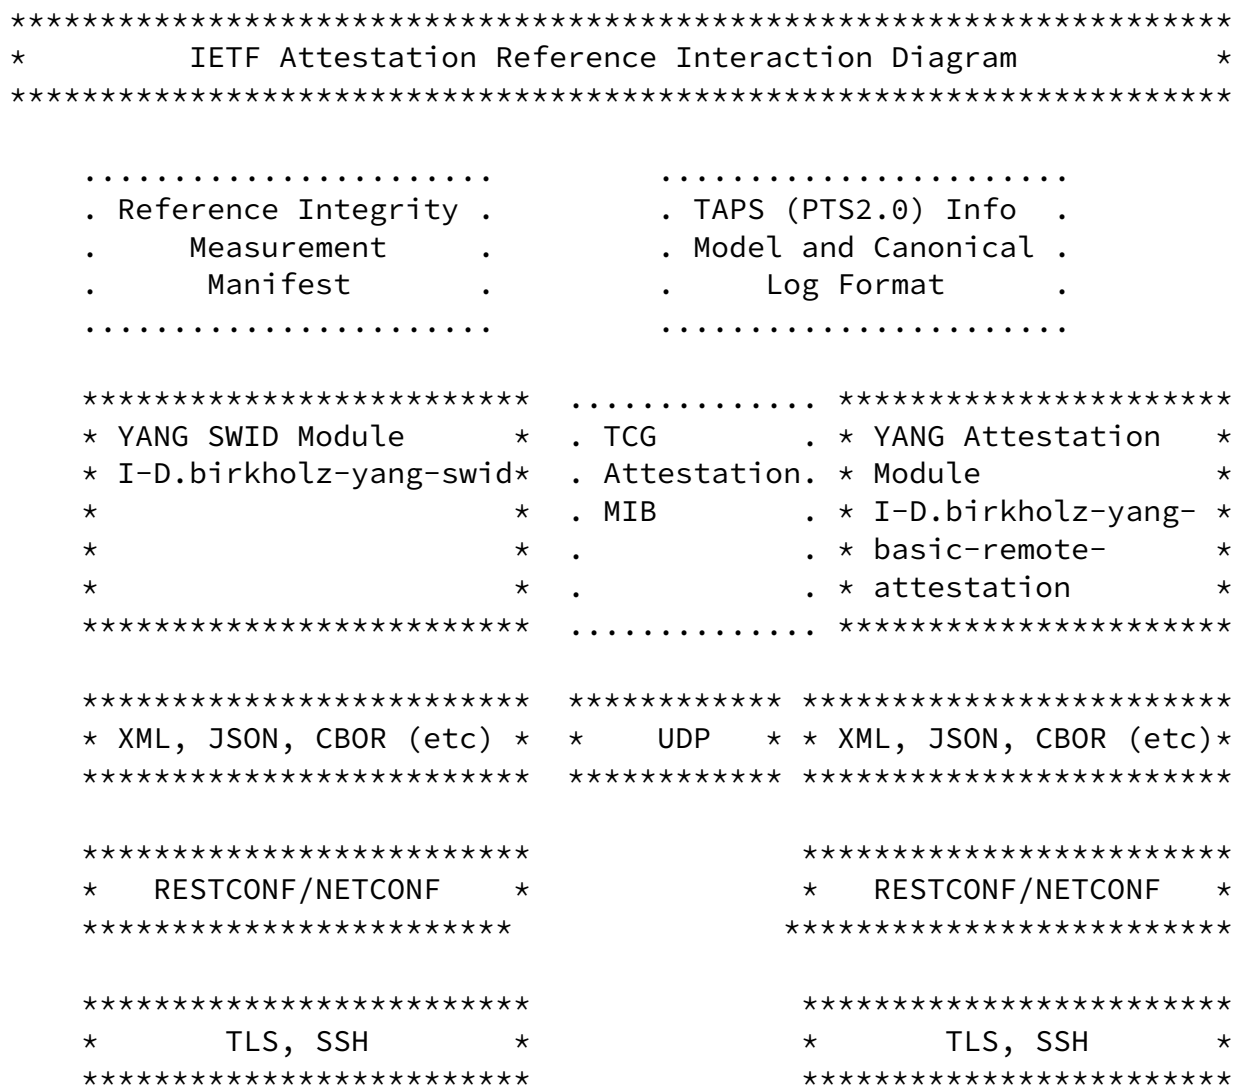 **********************************************************************
*          IETF Attestation Reference Interaction Diagram            *
**********************************************************************
.......................          .......................
. Reference Integrity .          . TAPS (PTS2.0) Info  .
.     Measurement     .          . Model and Canonical .
.      Manifest       .          .     Log Format      .
.......................          .......................
*************************  .............. **********************
* YANG SWID Module      *  . TCG        . * YANG Attestation   *
* I-D.birkholz-yang-swid*  . Attestation. * Module             *
*                       *  . MIB        . * I-D.birkholz-yang- *
*                       *  .            . * basic-remote-      *
*                       *  .            . * attestation        *
*************************  .............. **********************
*************************  ************ ************************
* XML, JSON, CBOR (etc) *  *    UDP   * * XML, JSON, CBOR (etc)*
*************************  ************ ************************
*************************               ************************
*   RESTCONF/NETCONF    *               *   RESTCONF/NETCONF   *
************************               *************************
*************************               ************************
*       TLS, SSH        *               *       TLS, SSH       *
*************************               ************************